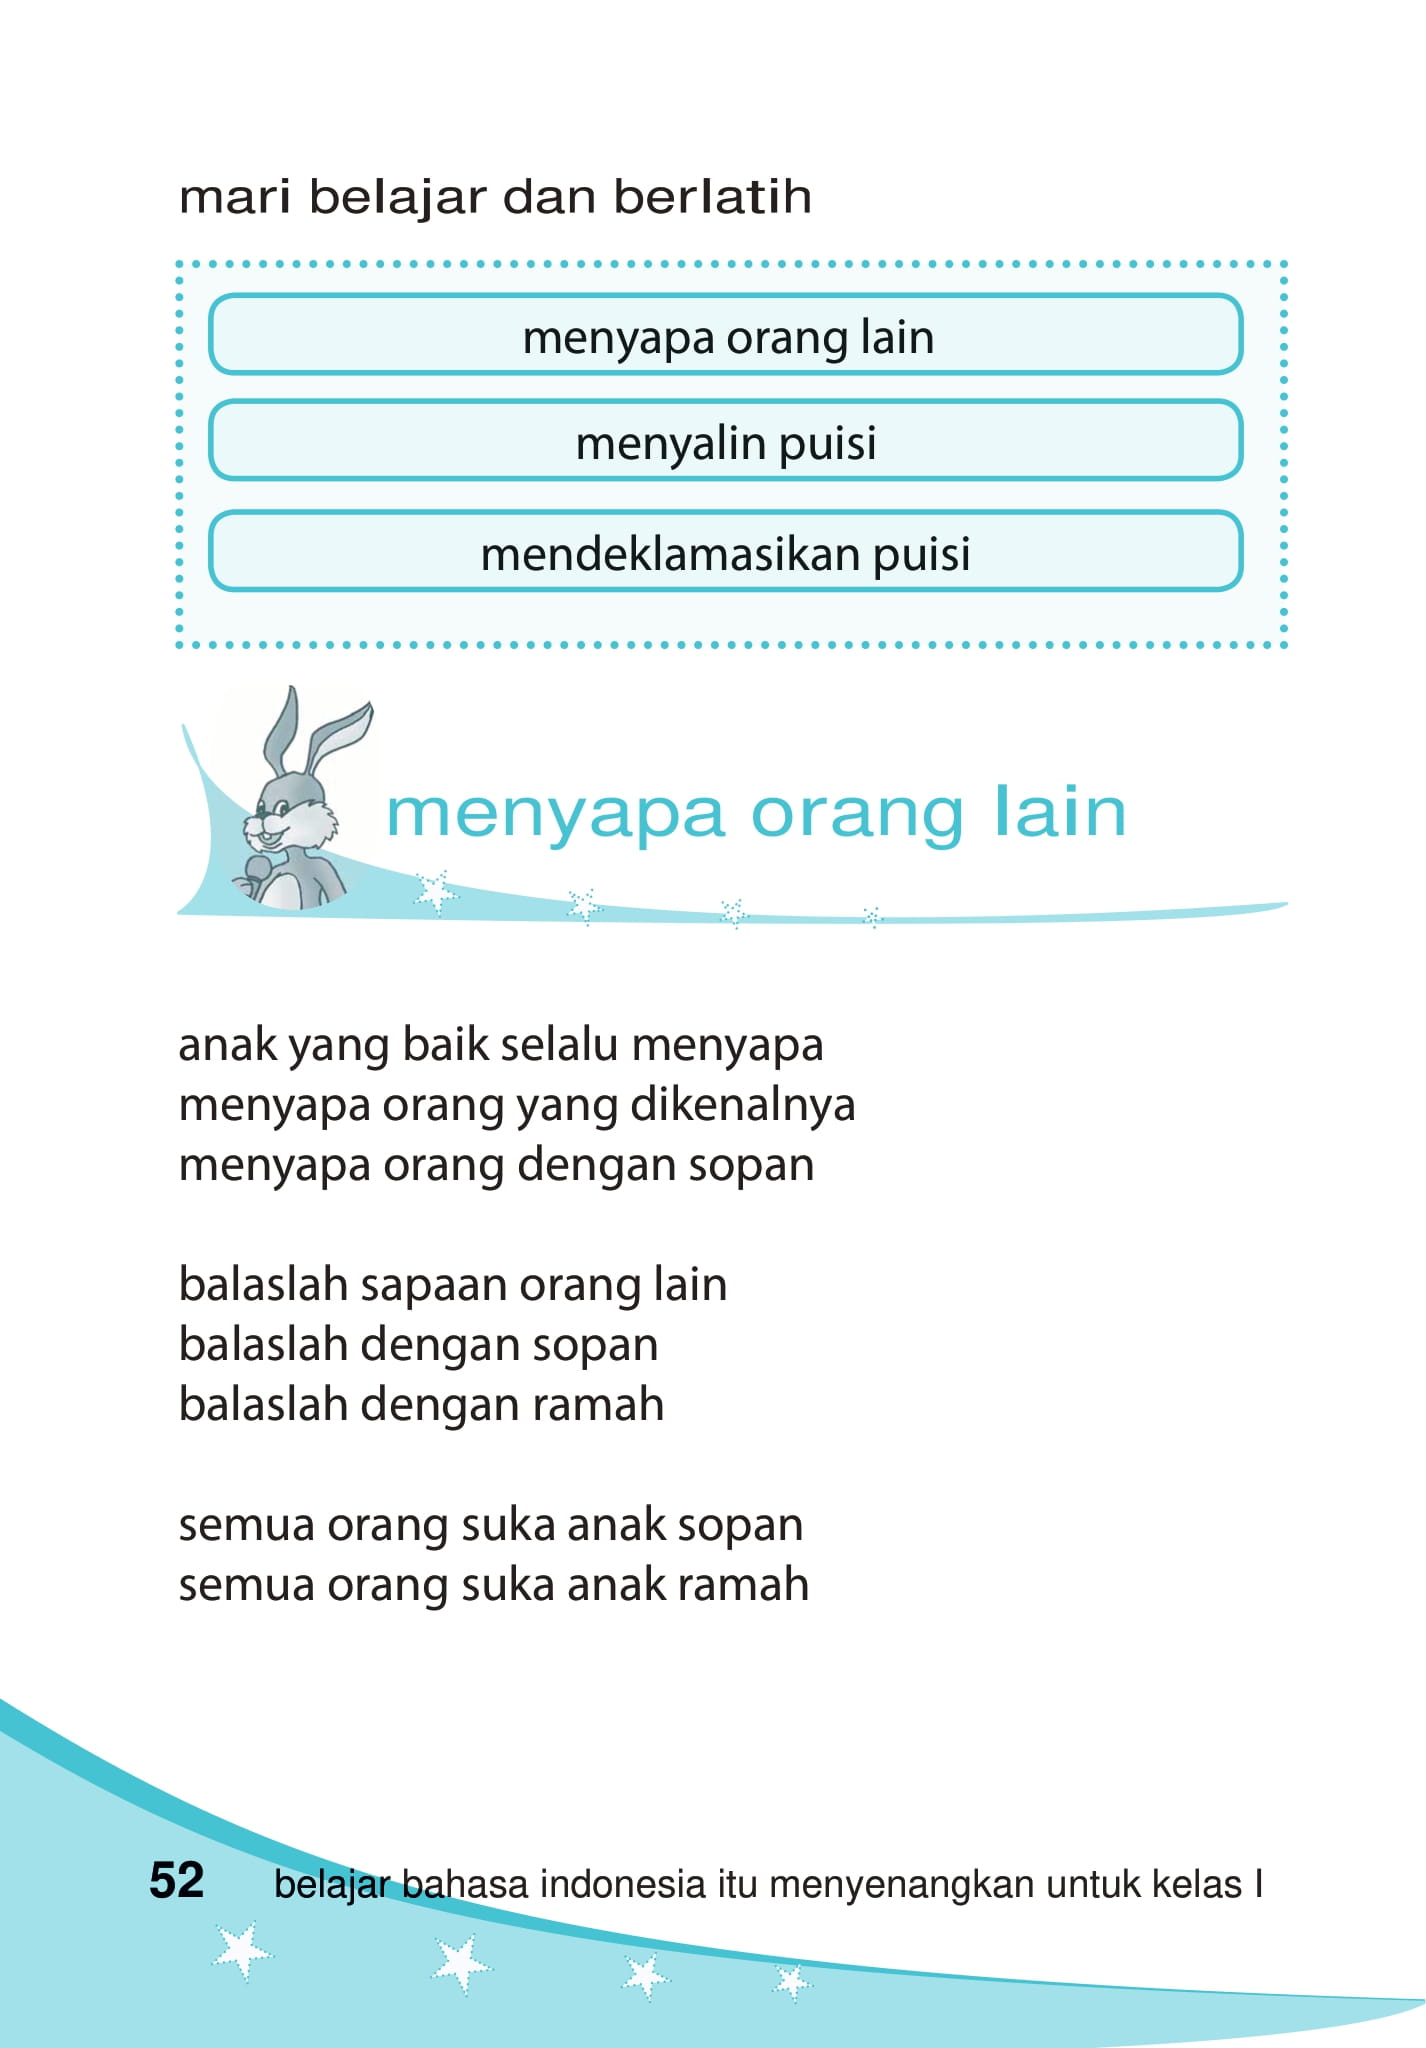 mari belajar dan berlatih
menyapa orang lain
menyalin puisi
mendeklamasikan puisi
menyapa orang lain
anak yang baik selalu menyapa
menyapa orang yang dikenalnya
menyapa orang dengan sopan
balaslah sapaan orang lain
balaslah dengan sopan
balaslah dengan ramah
semua orang suka anak sopan
semua orang suka anak ramah
52 belajar bahasa indonesia itu menyenangkan untuk kelas I